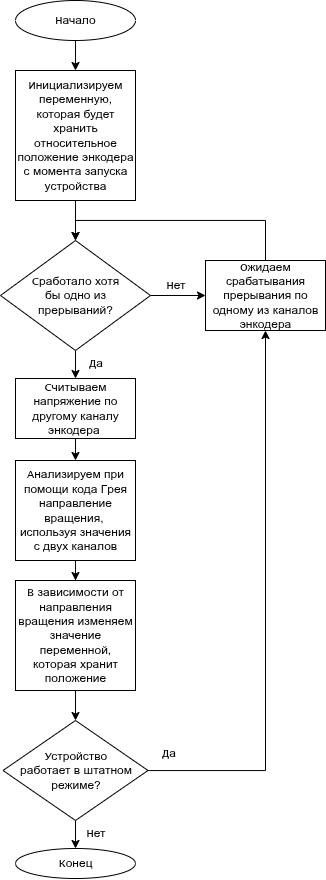 Начало
Инициализируем
переменную,
которая будет
хранить
относительное
положение энкодера
с момента запуска
устройства
Сработало хотя
бы одно из
прерываний?
Нет
Ожидаем
срабатывания
прерывания по
одному из каналов
энкодера
Да
Считываем
напряжение по
другому каналу
энкодера
Анализируем при
помощи кода Грея
направление
вращения,
используя значения
с двух каналов
В зависимости от
направления
вращения изменяем
значение
переменной,
которая хранит
положение
Устройство
работает в штатном
режиме?
Да
Нет
Конец